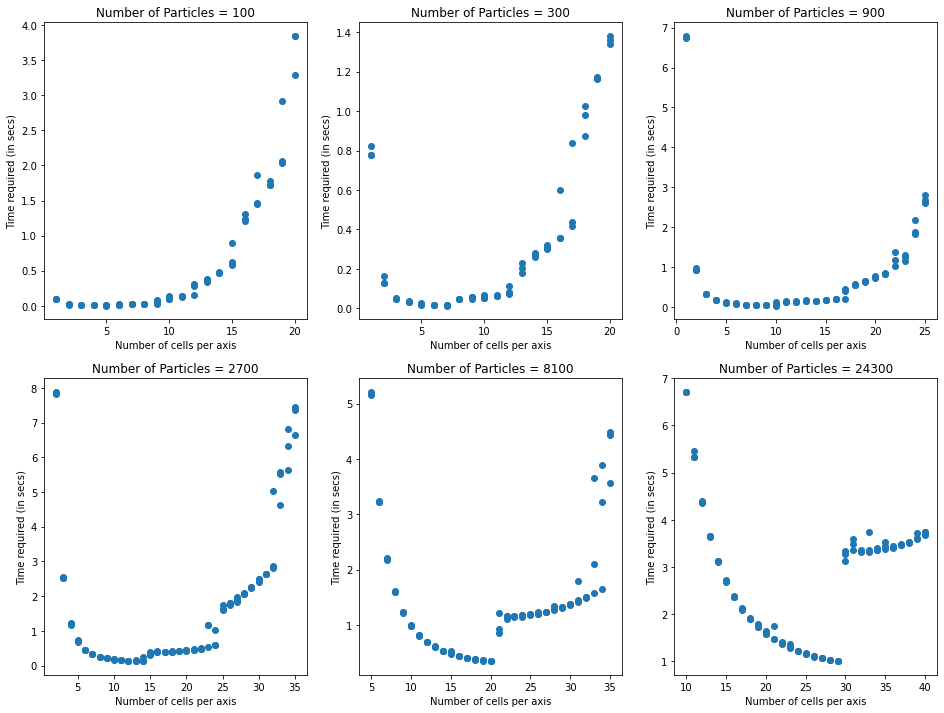 Number of Particles = 100
Time required (in secs)
4.0
3.5
3.0
2.5
2.0
1.5
1.0
0.5
0.0
5 10 15 20
Number of cells per axis
Number of Particles = 300
Time required (in secs)
1.4
1.2
1.0
0.8
0.6
0.4
0.2
0.0
5 10 15 20
Number of cells per axis
Number of Particles = 900
Time required (in secs)
7
6
5
4
3
2
1
0
0 5 10 15 20 25
Number of cells per axis
Number of Particles = 2700
Time required (in secs)
8
7
6
5
4
3
2
1
0
5 10 15 20 25 30 35
Number of cells per axis
Number of Particles = 8100
Time required (in secs)
5
4
3
2
1
5 10 15 20 25 30 35
Number of cells per axis
Number of Particles = 24300
Time required (in secs)
7
6
5
4
3
2
1
10 15 20 25 30 35 40
Number of cells per axis